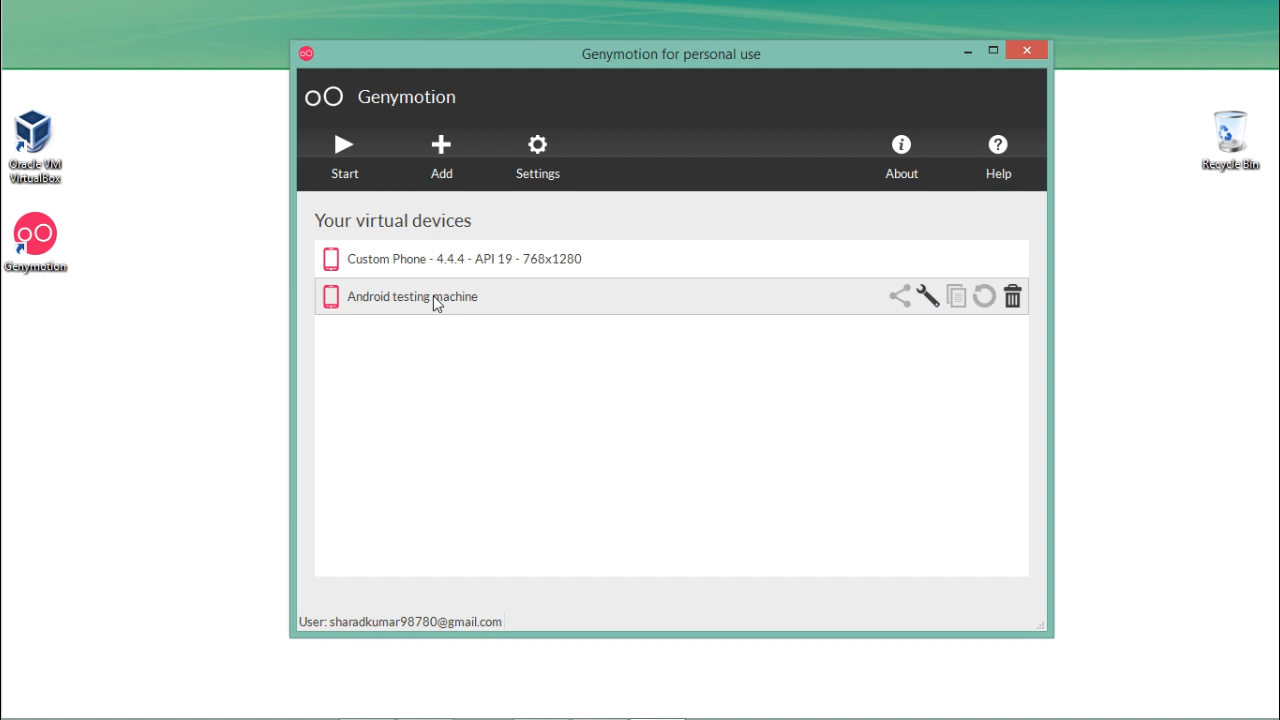 Genymotion for personal use
oO Genymotion
Start
Add
Settings
About
Help
Your virtual devices
Custom Phone - 4.4.4 - API 19 - 768x1280
Android testing machine
User: sharadkumar98780@gmail.com
Oracle VM
VirtualBox
Genymotion
Recycle Bin